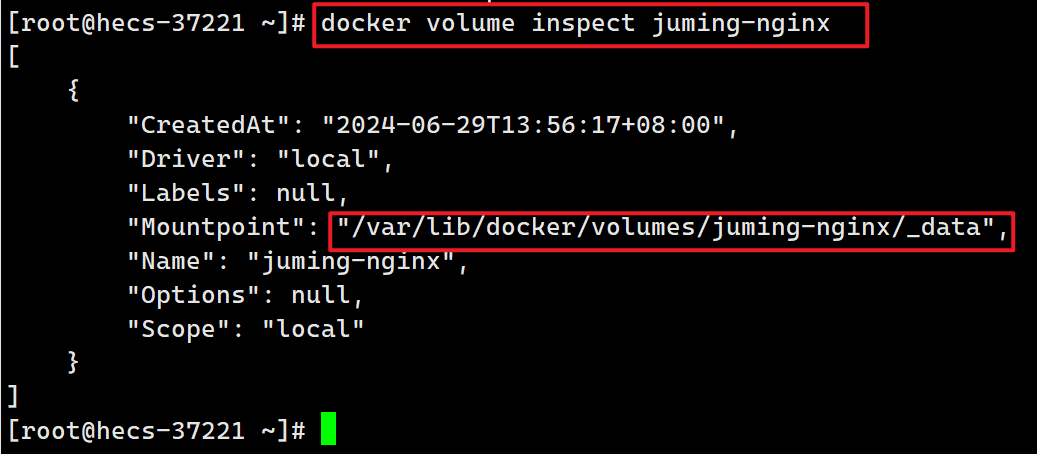 [root@hecs-37221 ~]# docker volume inspect juming-nginx
[
    {
        "CreatedAt": "2024-06-29T13:56:17+08:00",
        "Driver": "local",
        "Labels": null,
        "Mountpoint": "/var/lib/docker/volumes/juming-nginx/_data",
        "Name": "juming-nginx",
        "Options": null,
        "Scope": "local"
    }
]
[root@hecs-37221 ~]#